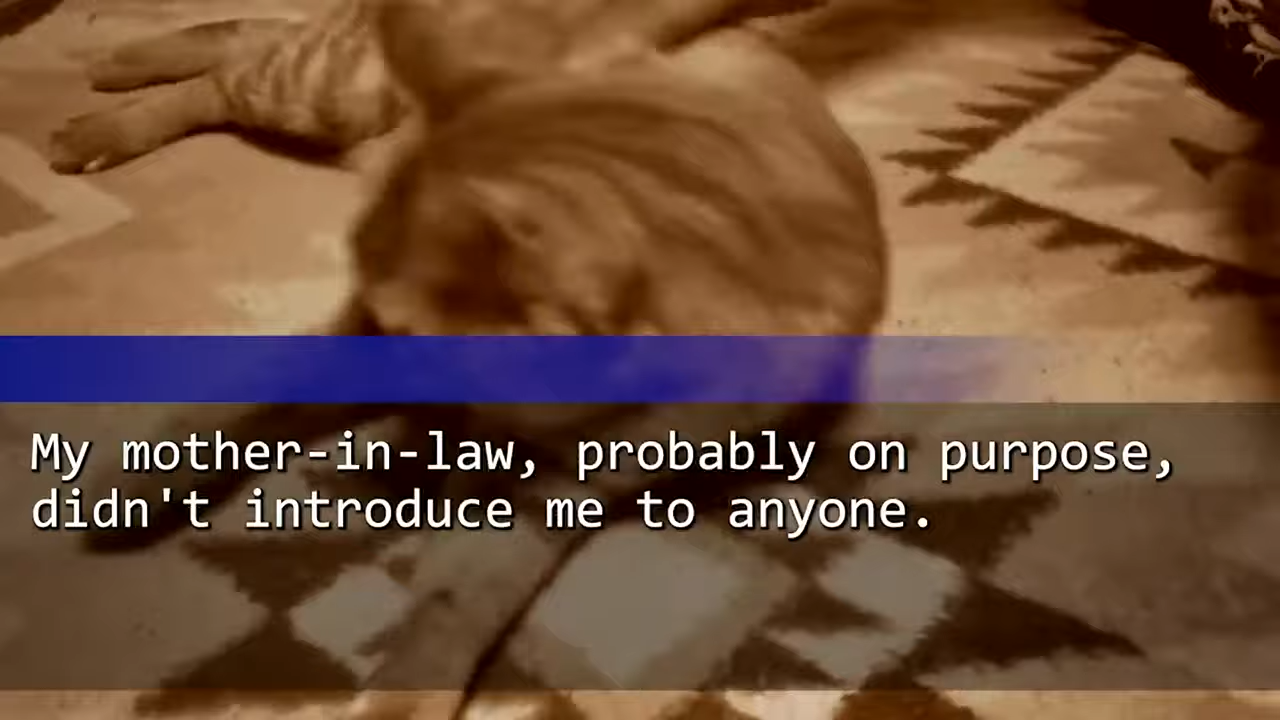 My mother-in-law, probably on purpose,
didn't introduce me to anyone.